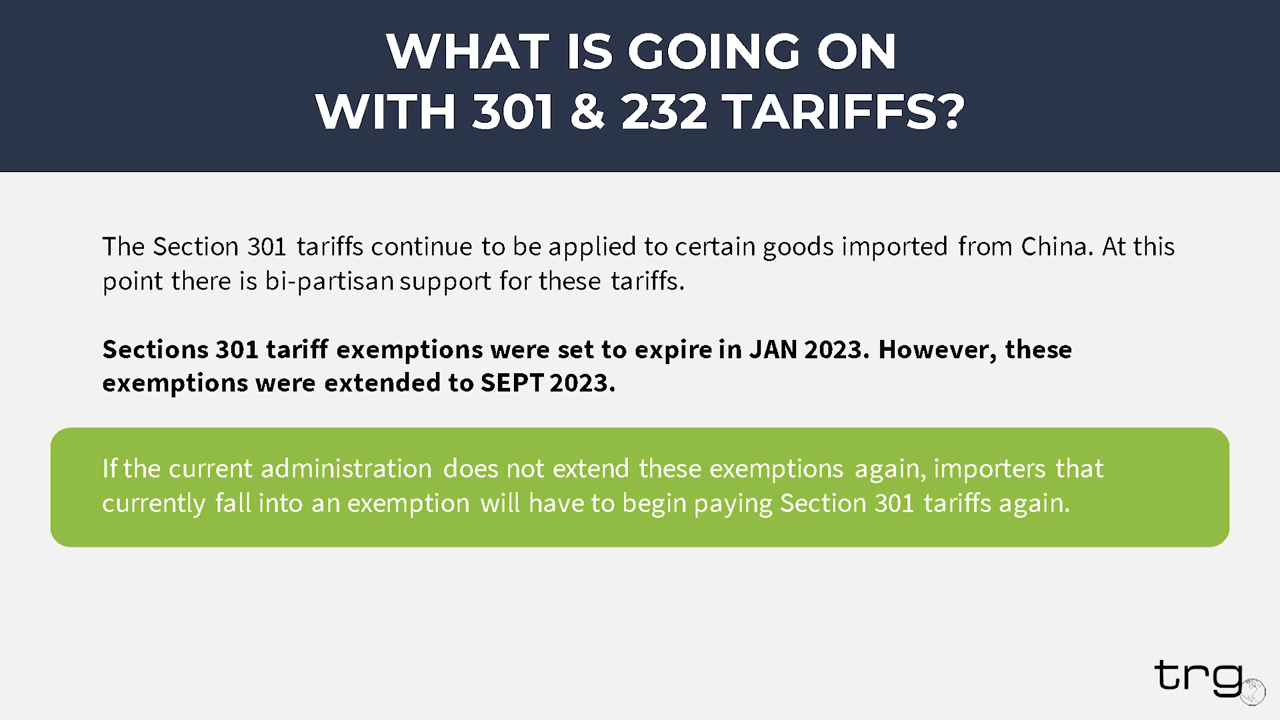 WHAT IS GOING ON
WITH 301 & 232 TARIFFS?
The Section 301 tariffs continue to be applied to certain goods imported from China. At this
point there is bi-partisan support for these tariffs.
Sections 301 tariff exemptions were set to expire in JAN 2023. However, these
exemptions were extended to SEPT 2023.
If the current administration does not extend these exemptions again, importers that
currently fall into an exemption will have to begin paying Section 301 tariffs again.
trg